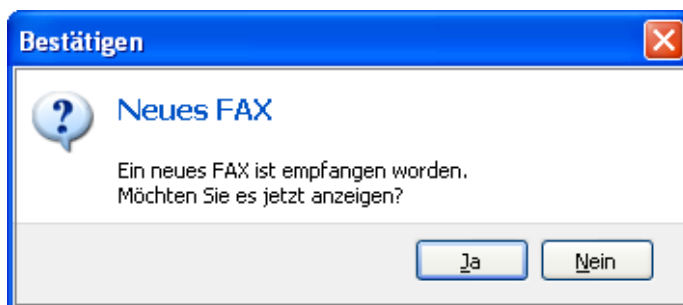 Bestätigen
Neues FAX
Ein neues FAX ist empfangen worden.
Möchten Sie es jetzt anzeigen?
Ja Nein